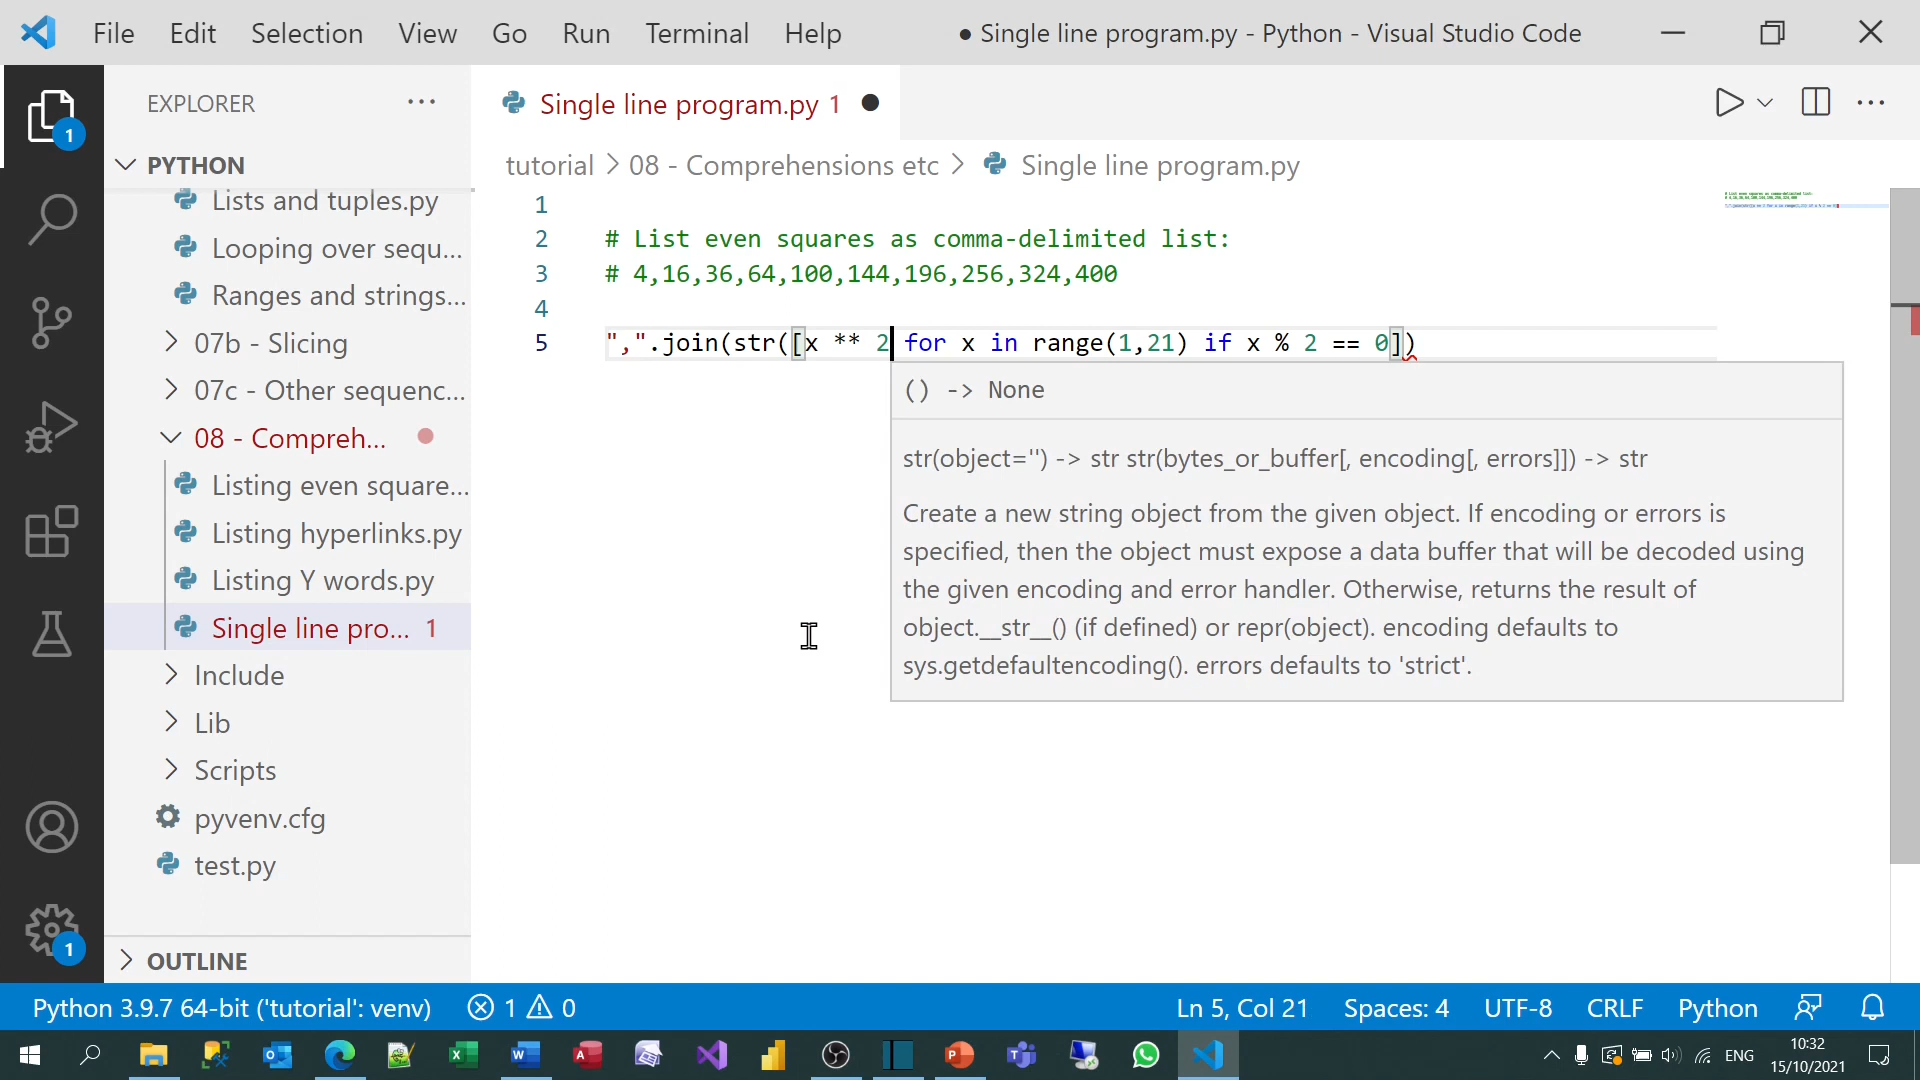 File Edit Selection View Go Run Terminal Help ● Single line program.py - Python - Visual Studio Code
EXPLORER ···
Single line program.py 1 ●
PYTHON
tutorial > 08 - Comprehensions etc > Single line program.py
Lists and tuples.py
Looping over sequ...
Ranges and strings...
07b - Slicing
07c - Other sequenc...
08 - Compreh...
Listing even square...
Listing hyperlinks.py
Listing Y words.py
Single line pro... 1
Include
Lib
Scripts
pyvenv.cfg
test.py
OUTLINE
1
2 # List even squares as comma-delimited list:
3 # 4,16,36,64,100,144,196,256,324,400
4
5 ",".join(str([x ** 2 for x in range(1,21) if x % 2 == 0])
() -> None
str(object='') -> str str(bytes_or_buffer[, encoding[, errors]]) -> str
Create a new string object from the given object. If encoding or errors is
specified, then the object must expose a data buffer that will be decoded using
the given encoding and error handler. Otherwise, returns the result of
object.__str__() (if defined) or repr(object). encoding defaults to
sys.getdefaultencoding(). errors defaults to 'strict'.
1
1
Python 3.9.7 64-bit ('tutorial': venv) 1 0 Ln 5, Col 21 Spaces: 4 UTF-8 CRLF Python
ENG 10:32
15/10/2021